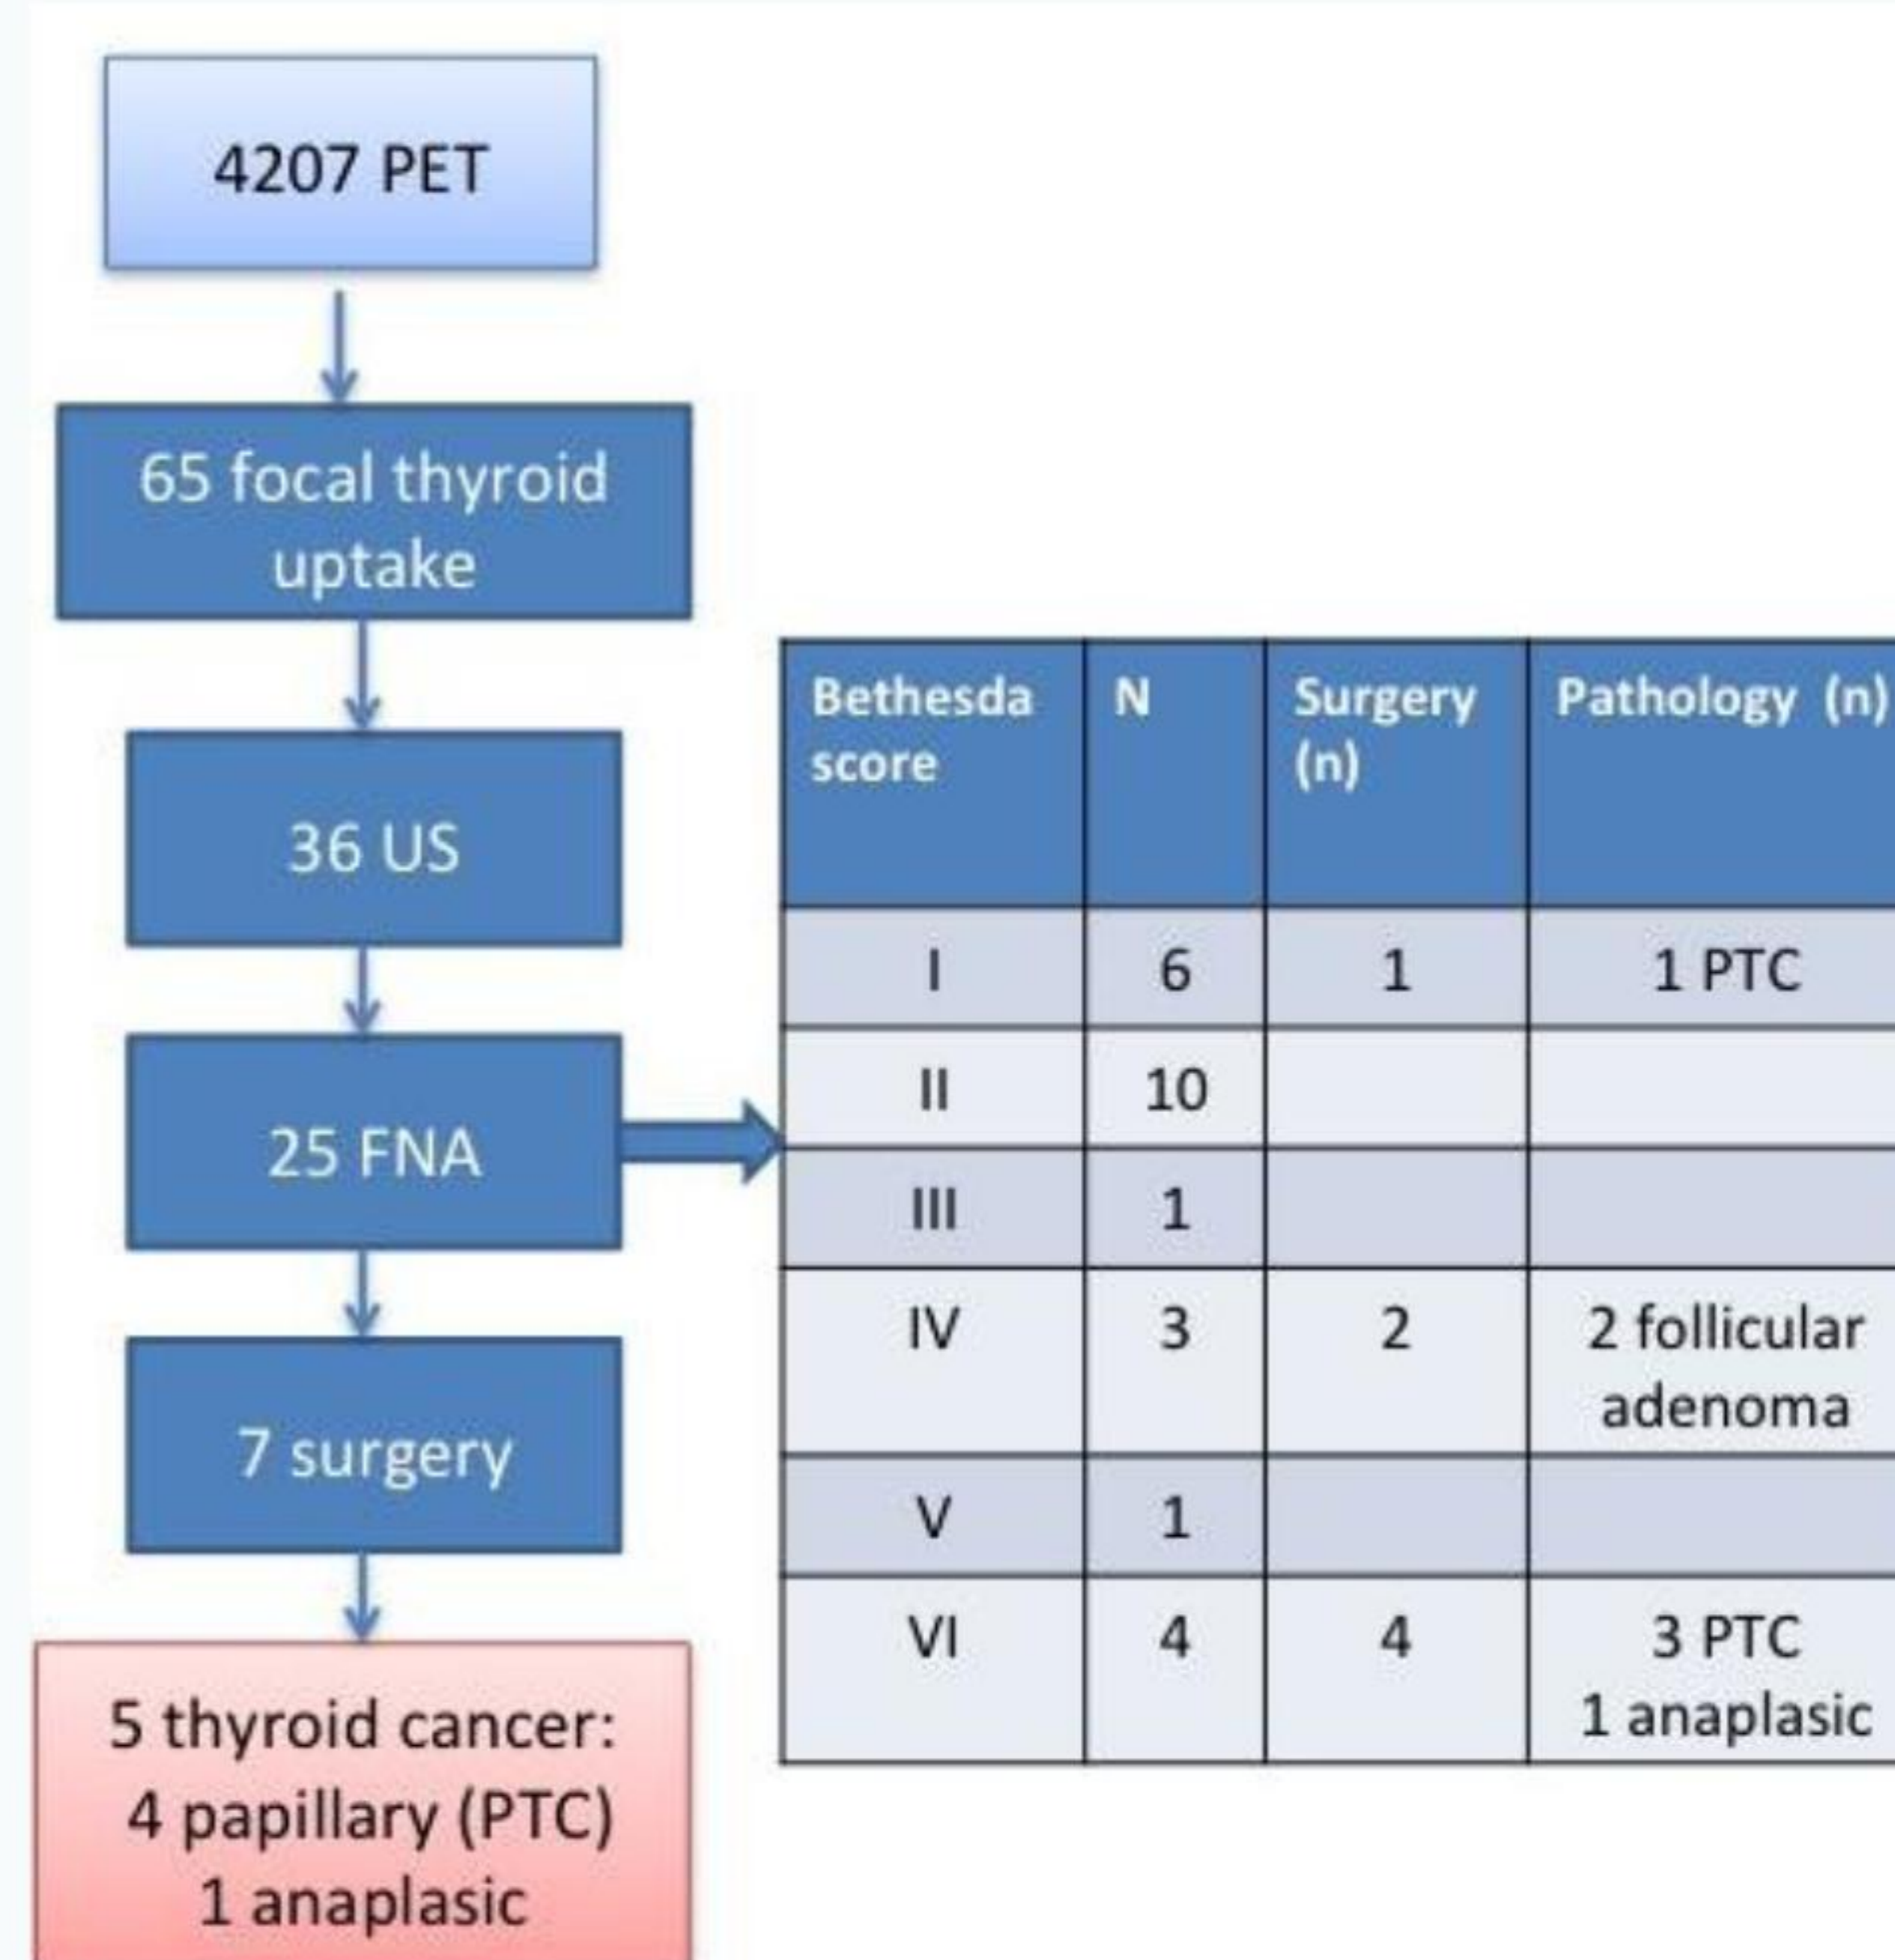 4207 PET
65 focal thyroid
uptake
36 US
25 FNA
7 surgery
5 thyroid cancer:
4 papillary (PTC)
1 anaplasic
Bethesda score N Surgery (n) Pathology (n)
I 6 1 1 PTC
II 10
III 1
IV 3 2 2 follicular
adenoma
V 1
VI 4 4 3 PTC
1 anaplasic